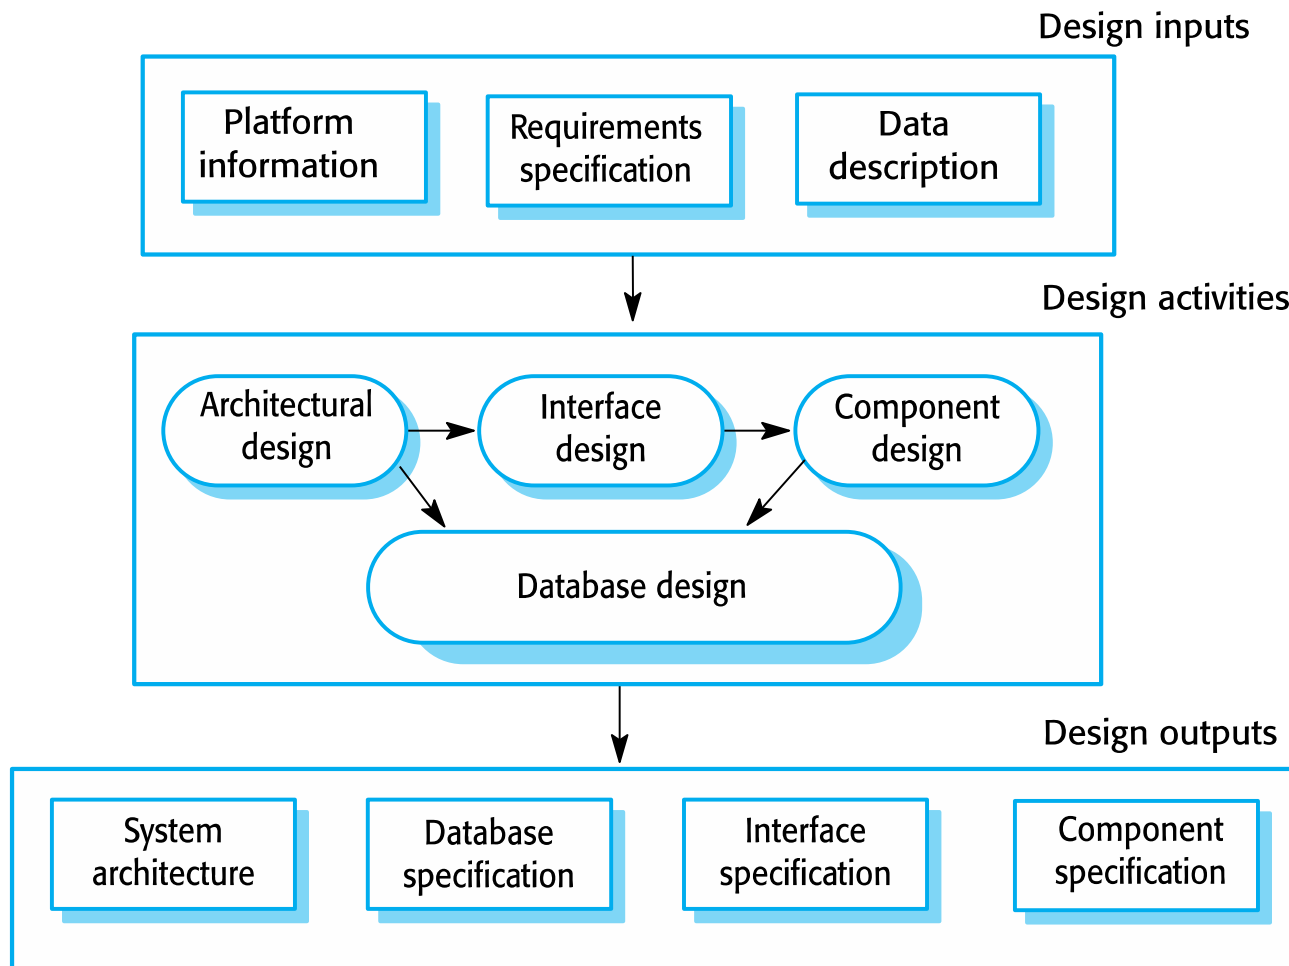 Design inputs
Platform
information
Requirements
specification
Data
description
Design activities
Architectural
design
Interface
design
Component
design
Database design
Design outputs
System
architecture
Database
specification
Interface
specification
Component
specification